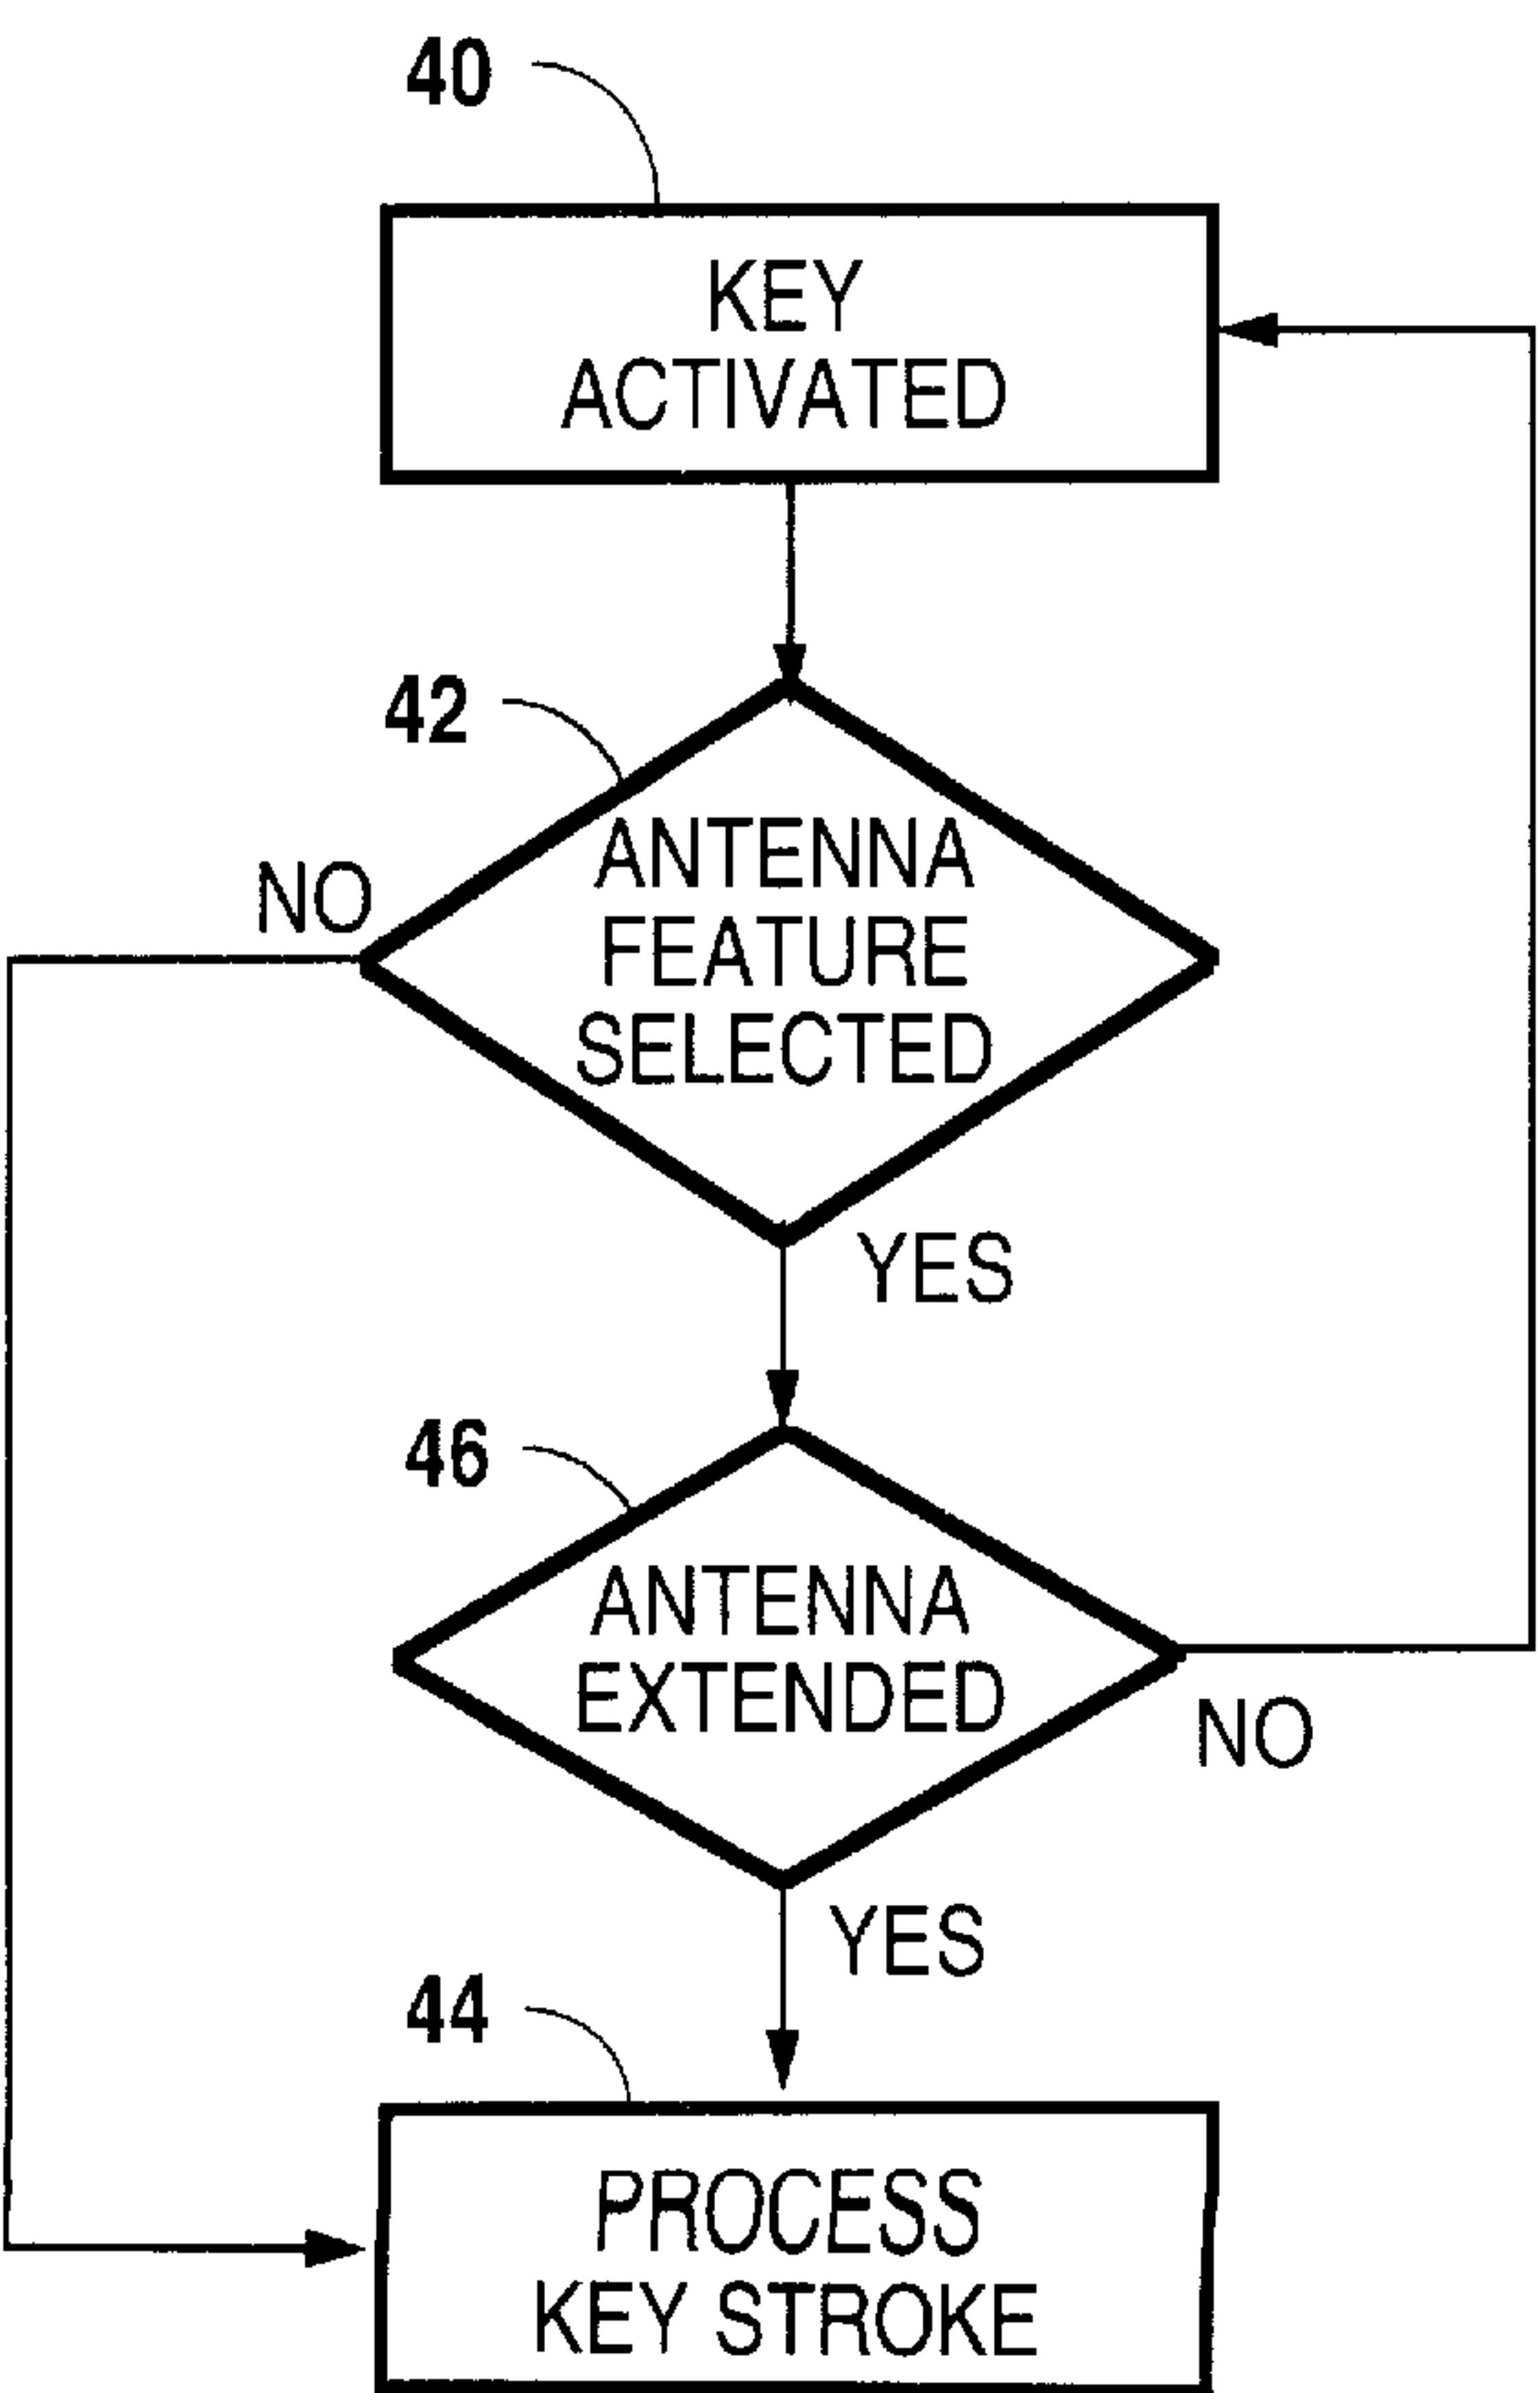 40
KEY
ACTIVATED
42
NO
ANTENNA
FEATURE
SELECTED
YES
46
ANTENNA
EXTENDED
NO
YES
44
PROCESS
KEY STROKE